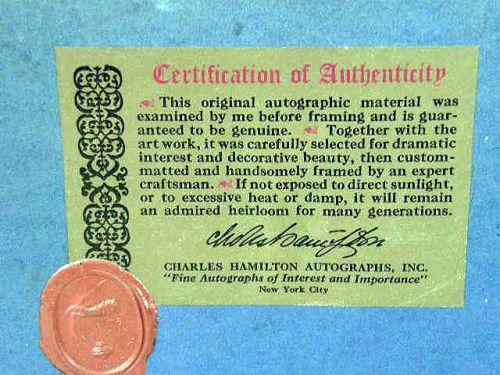 Certification of Authenticity
This original autographic material was
examined by me before framing and is guar-
anteed to be genuine. Together with the
art work, it was carefully selected for dramatic
interest and decorative beauty, then custom-
matted and handsomely framed by an expert
craftsman. If not exposed to direct sunlight,
or to excessive heat or damp, it will remain
an admired heirloom for many generations.
Charles Hamilton
CHARLES HAMILTON AUTOGRAPHS, INC.
"Fine Autographs of Interest and Importance"
New York City